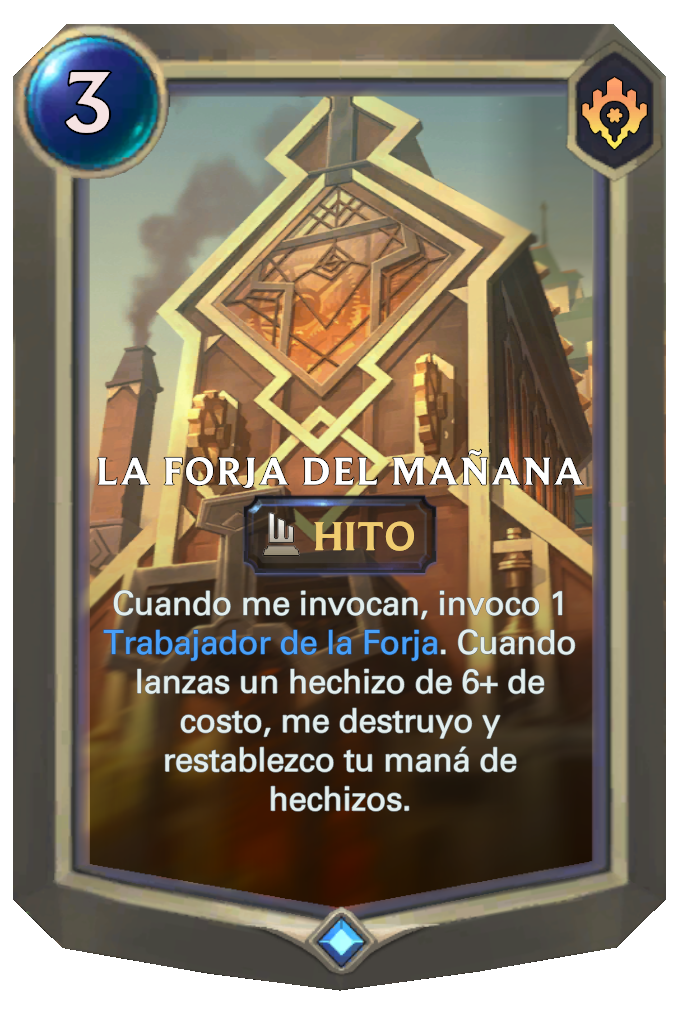 3
LA FORJA DEL MAÑANA
HITO
Cuando me invocan, invoco 1
Trabajador de la Forja. Cuando
lanzas un hechizo de 6+ de
costo, me destruyo y
restablezco tu maná de
hechizos.